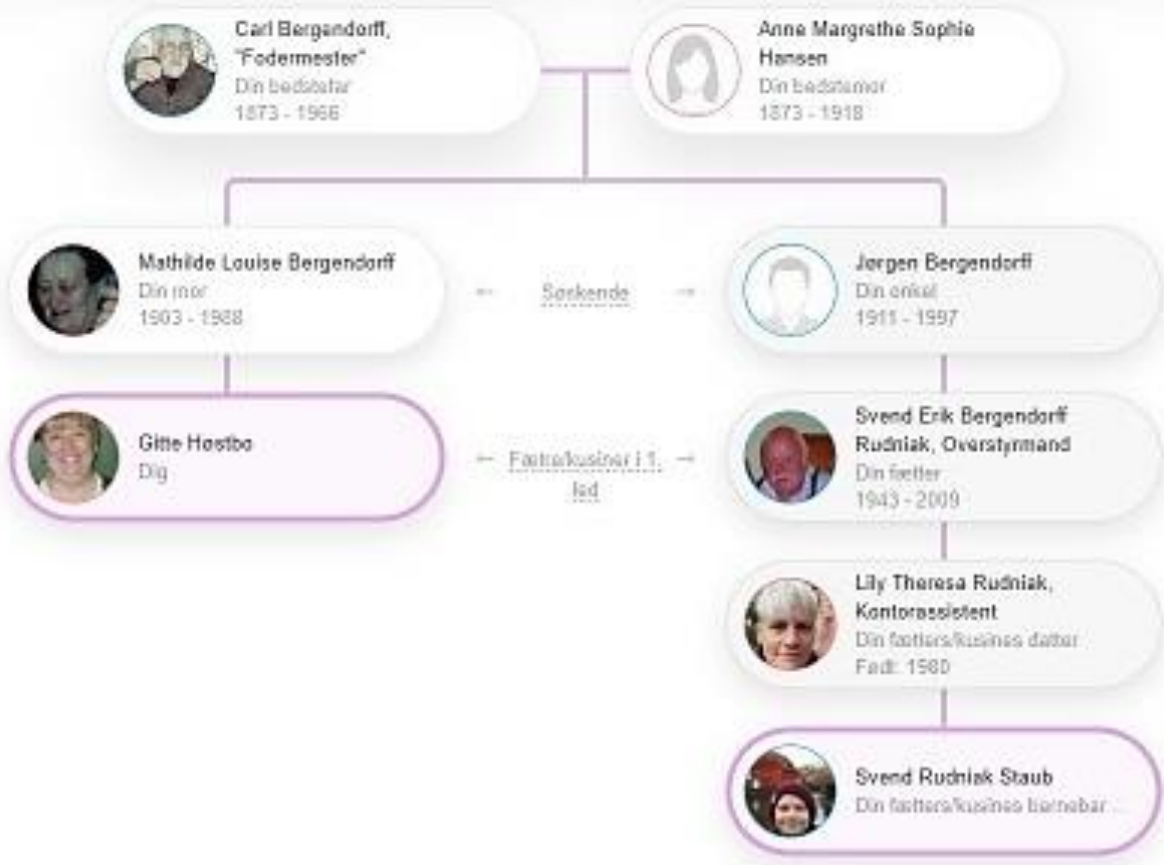 Carl Bergendorff,
"Fodermester"
Din bedstefar
1873 - 1966
Anne Margrethe Sophie
Hansen
Din bedstemor
1873 - 1918
Mathilde Louise Bergendorff
Din mor
1903 - 1988
← Søskende →
Jørgen Bergendorff
Din onkel
1911 - 1997
Gitte Høstbo
Dig
← Fætre/kusiner i 1. →
led
Svend Erik Bergendorff
Rudniak, Overstyrmand
Din fætter
1943 - 2009
Lily Theresa Rudniak,
Kontorassistent
Din fætters/kusines datter
Født: 1980
Svend Rudniak Staub
Din fætters/kusines barnebar ...